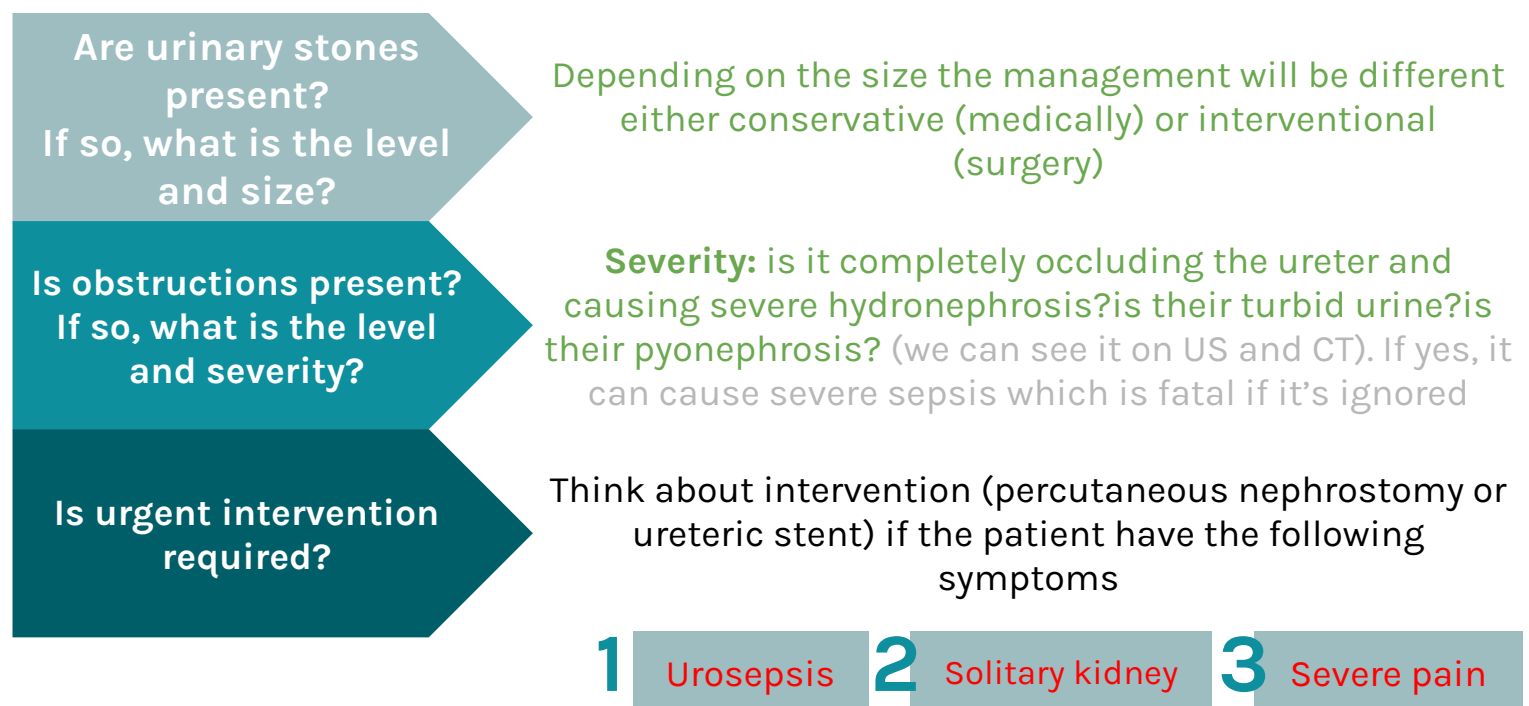 Are urinary stones
present?
If so, what is the level
and size?
Depending on the size the management will be different
either conservative (medically) or interventional
(surgery)
Is obstructions present?
If so, what is the level
and severity?
Severity: is it completely occluding the ureter and
causing severe hydronephrosis?is their turbid urine?is
their pyonephrosis? (we can see it on US and CT). If yes, it
can cause severe sepsis which is fatal if it’s ignored
Is urgent intervention
required?
Think about intervention (percutaneous nephrostomy or
ureteric stent) if the patient have the following
symptoms
1 Urosepsis 2 Solitary kidney 3 Severe pain